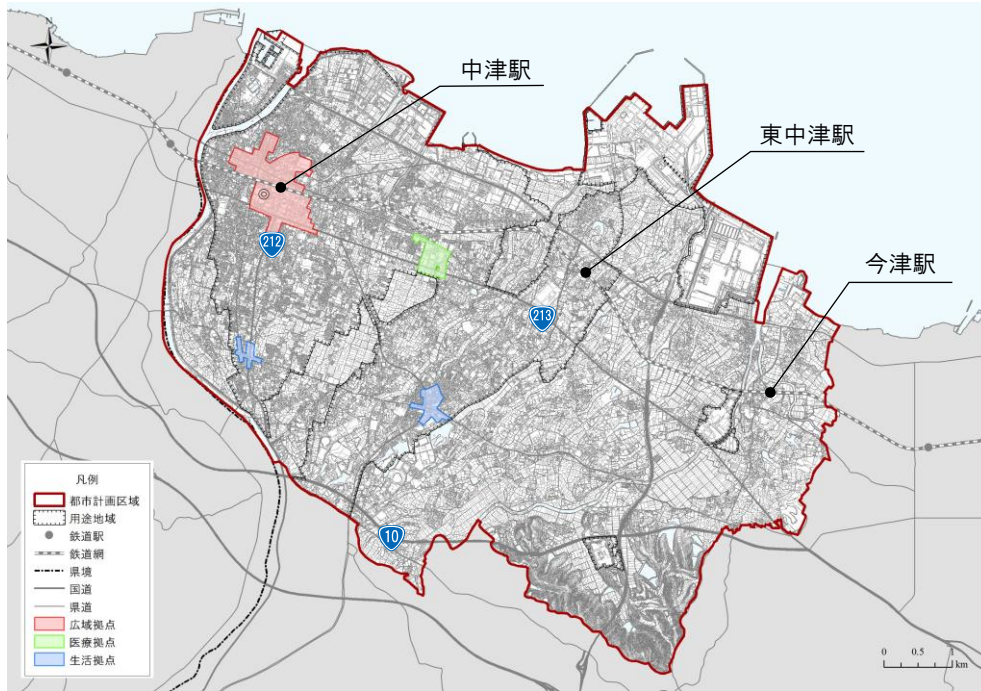 N
中津駅
東中津駅
今津駅
212
213
10
凡例
都市計画区域
用途地域
鉄道駅
鉄道網
県境
国道
県道
広域拠点
医療拠点
生活拠点
0 0.5 1
km